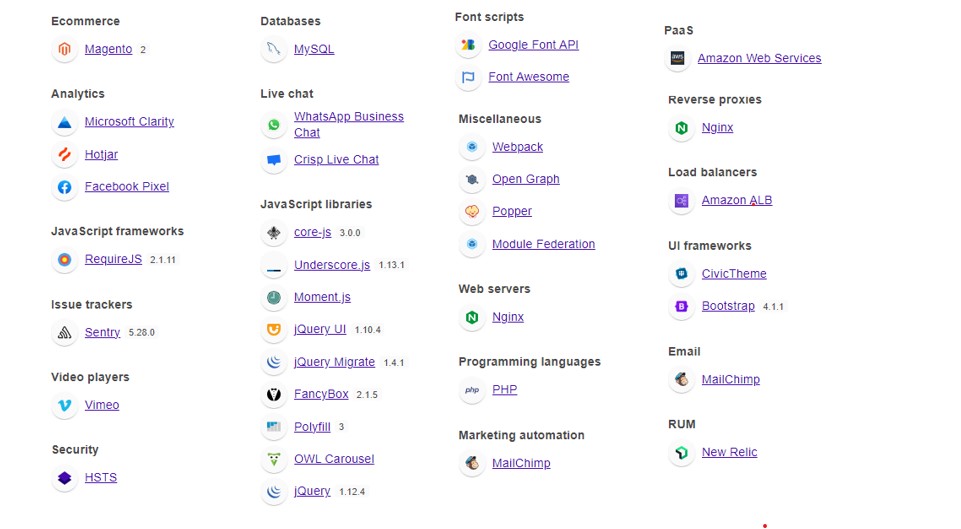 Ecommerce
Magento 2
Analytics
Microsoft Clarity
Hotjar
Facebook Pixel
JavaScript frameworks
RequireJS 2.1.11
Issue trackers
Sentry 5.28.0
Video players
Vimeo
Security
HSTS
Databases
MySQL
Live chat
WhatsApp Business
Chat
Crisp Live Chat
JavaScript libraries
core-js 3.0.0
Underscore.js 1.13.1
Moment.js
jQuery UI 1.10.4
jQuery Migrate 1.4.1
FancyBox 2.1.5
Polyfill 3
OWL Carousel
jQuery 1.12.4
Font scripts
Google Font API
Font Awesome
Miscellaneous
Webpack
Open Graph
Popper
Module Federation
Web servers
Nginx
Programming languages
php PHP
Marketing automation
MailChimp
PaaS
aws Amazon Web Services
Reverse proxies
Nginx
Load balancers
Amazon ALB
UI frameworks
CivicTheme
Bootstrap 4.1.1
Email
MailChimp
RUM
New Relic